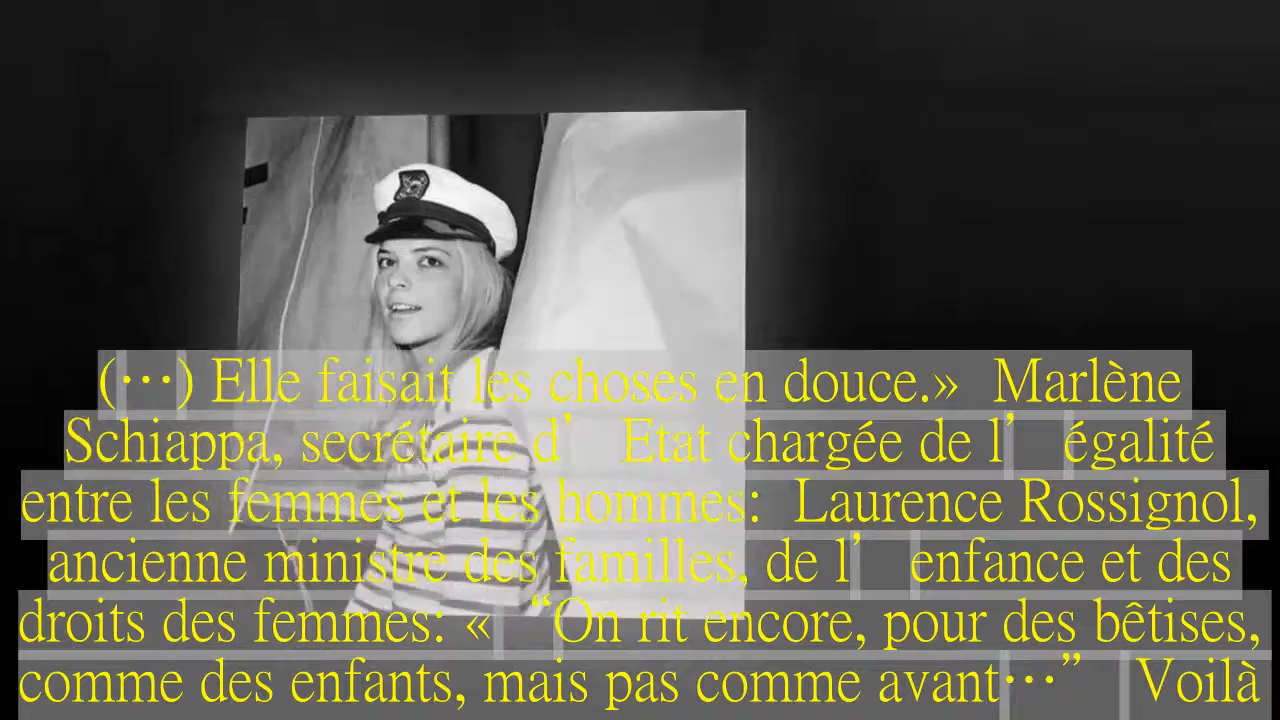 (…) Elle faisait les choses en douce.» Marlène
Schiappa, secrétaire d’ Etat chargée de l’ égalité
entre les femmes et les hommes: Laurence Rossignol,
ancienne ministre des familles, de l’ enfance et des
droits des femmes: « “On rit encore, pour des bêtises,
comme des enfants, mais pas comme avant…” Voilà